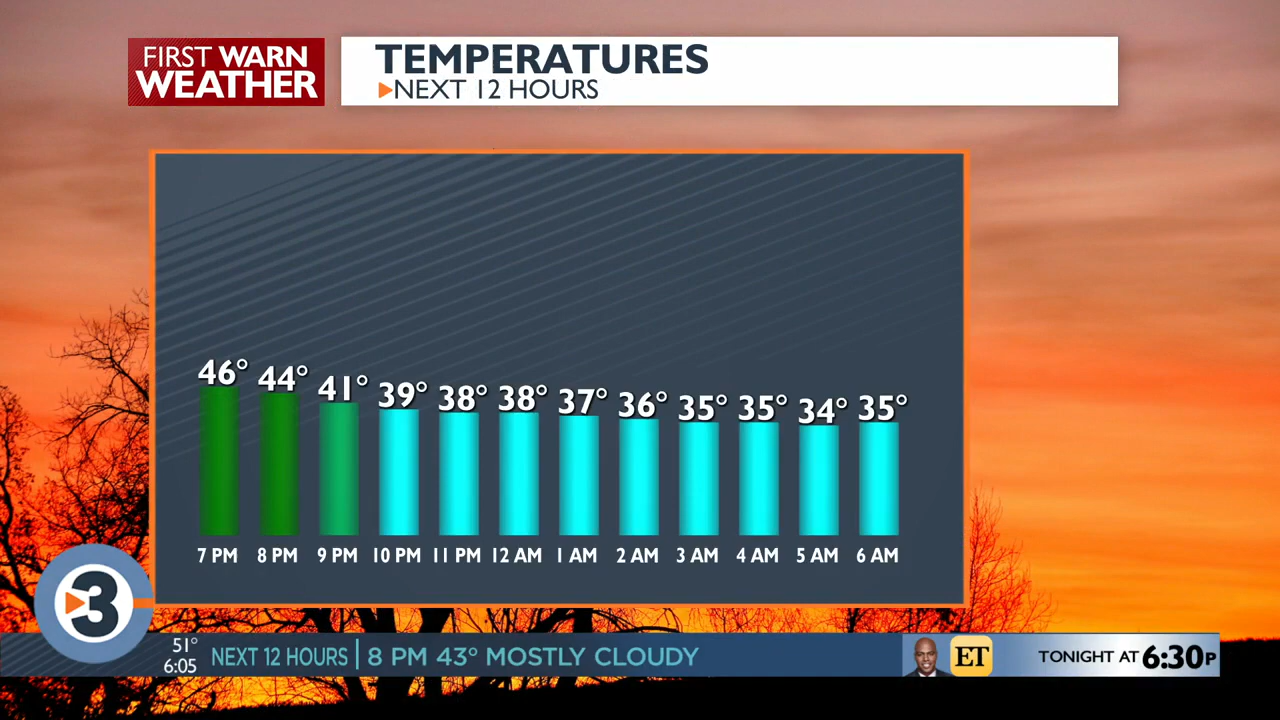 FIRST WARN
WEATHER
TEMPERATURES
NEXT 12 HOURS
46° 44° 41° 39° 38° 38° 37° 36° 35° 35° 34° 35°
7 PM 8 PM 9 PM 10 PM 11 PM 12 AM 1 AM 2 AM 3 AM 4 AM 5 AM 6 AM
3
51°
6:05
NEXT 12 HOURS | 8 PM 43° MOSTLY CLOUDY
ET
TONIGHT AT 6:30P